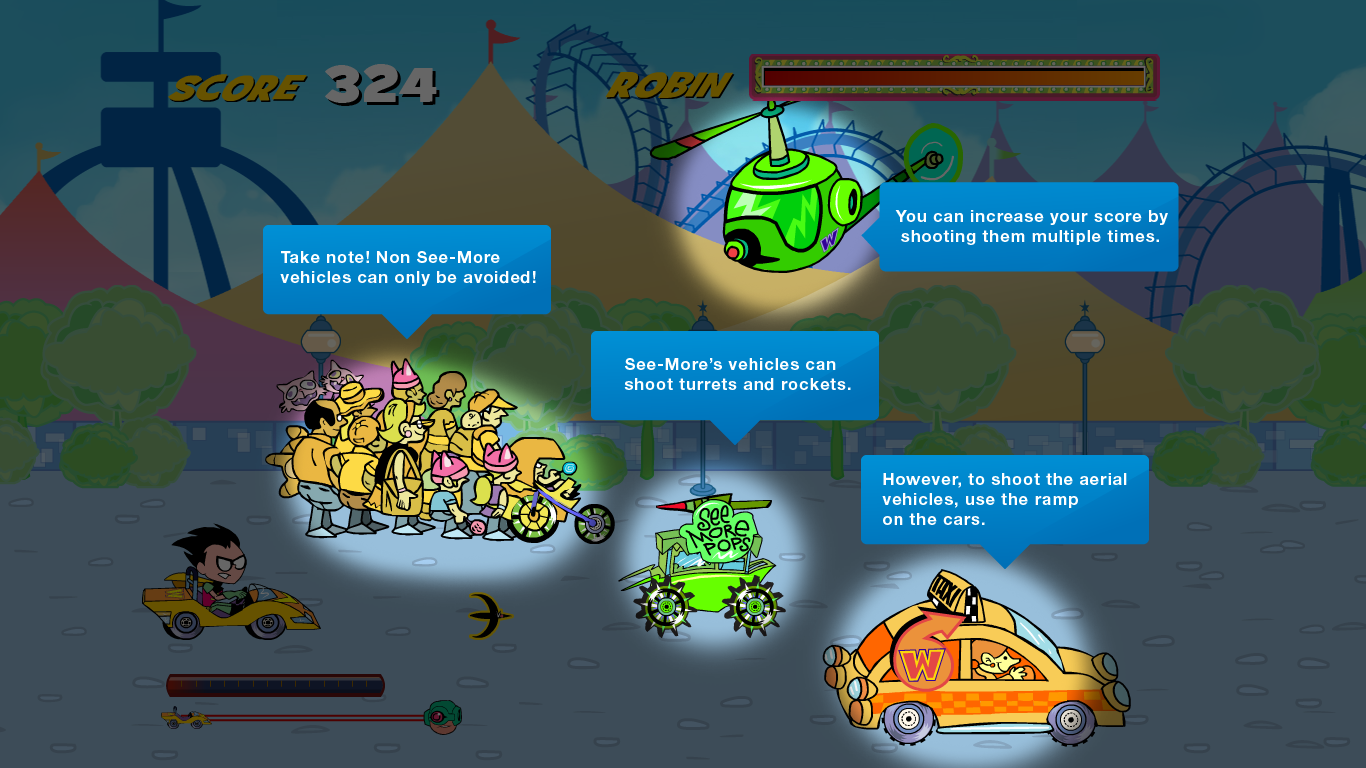 SCORE 324
ROBIN
W
You can increase your score by
shooting them multiple times.
Take note! Non See-More
vehicles can only be avoided!
See-More’s vehicles can
shoot turrets and rockets.
SEE
MORE
POPS
However, to shoot the aerial
vehicles, use the ramp
on the cars.
TAXI
W